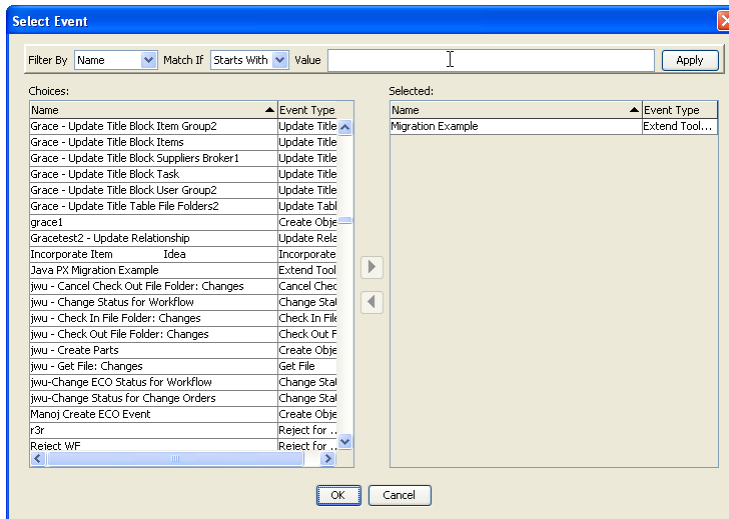 Select Event
Filter By Name Match If Starts With Value Apply
Choices: Selected:
Name Event Type Name Event Type
Grace - Update Title Block Item Group2 Update Title Migration Example Extend Tool...
Grace - Update Title Block Items Update Title
Grace - Update Title Block Suppliers Broker1 Update Title
Grace - Update Title Block Task Update Title
Grace - Update Title Block User Group2 Update Title
Grace - Update Title Table File Folders2 Update Tabl
grace1 Create Obje
Gracetest2 - Update Relationship Update Rela
Incorporate Item Idea Incorporate
Java PX Migration Example Extend Tool
jwu - Cancel Check Out File Folder: Changes Cancel Chec
jwu - Change Status for Workflow Change Stat
jwu - Check In File Folder: Changes Check In File
jwu - Check Out File Folder: Changes Check Out F
jwu - Create Parts Create Obje
jwu - Get File: Changes Get File
jwu-Change ECO Status for Workflow Change Stat
jwu-Change Status for Change Orders Change Stat
Manoj Create ECO Event Create Obje
r3r Reject for ...
Reject WF Reject for ...
OK Cancel